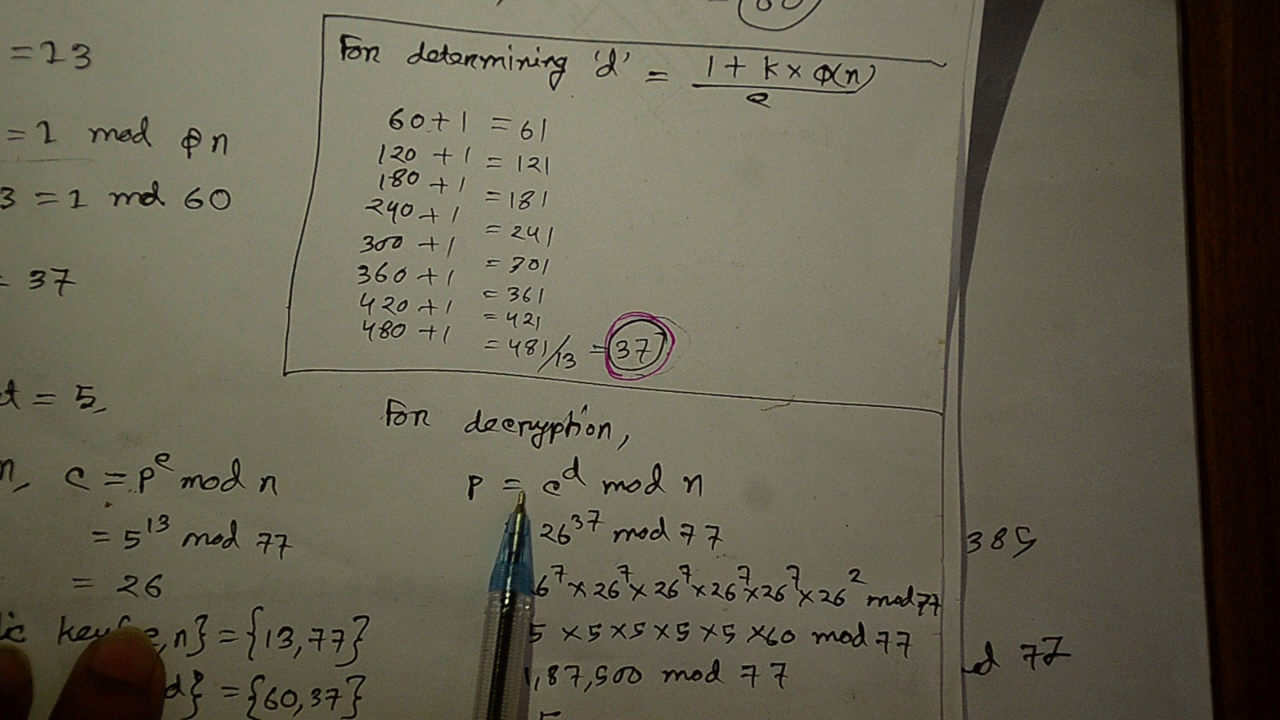 60
= 13
= 1 mod φn
3 = 1 md 60
= 37
For determining 'd' = (1 + k × φ(n)) / e
60 + 1 = 61
120 + 1 = 121
180 + 1 = 181
240 + 1 = 241
300 + 1 = 301
360 + 1 = 361
420 + 1 = 421
480 + 1 = 481/13 = 37
t = 5,
n, c = p^e mod n
= 5^13 mod 77
= 26
ic key{e,n} = {13,77}
d} = {60,37}
For decryption,
p = c^d mod n
26^37 mod 77
6^7 × 26^7 × 26^7 × 26^7 × 26^7 × 26^2 mod 77
5 × 5 × 5 × 5 × 5 × 60 mod 77
1,87,500 mod 77
385
d 77